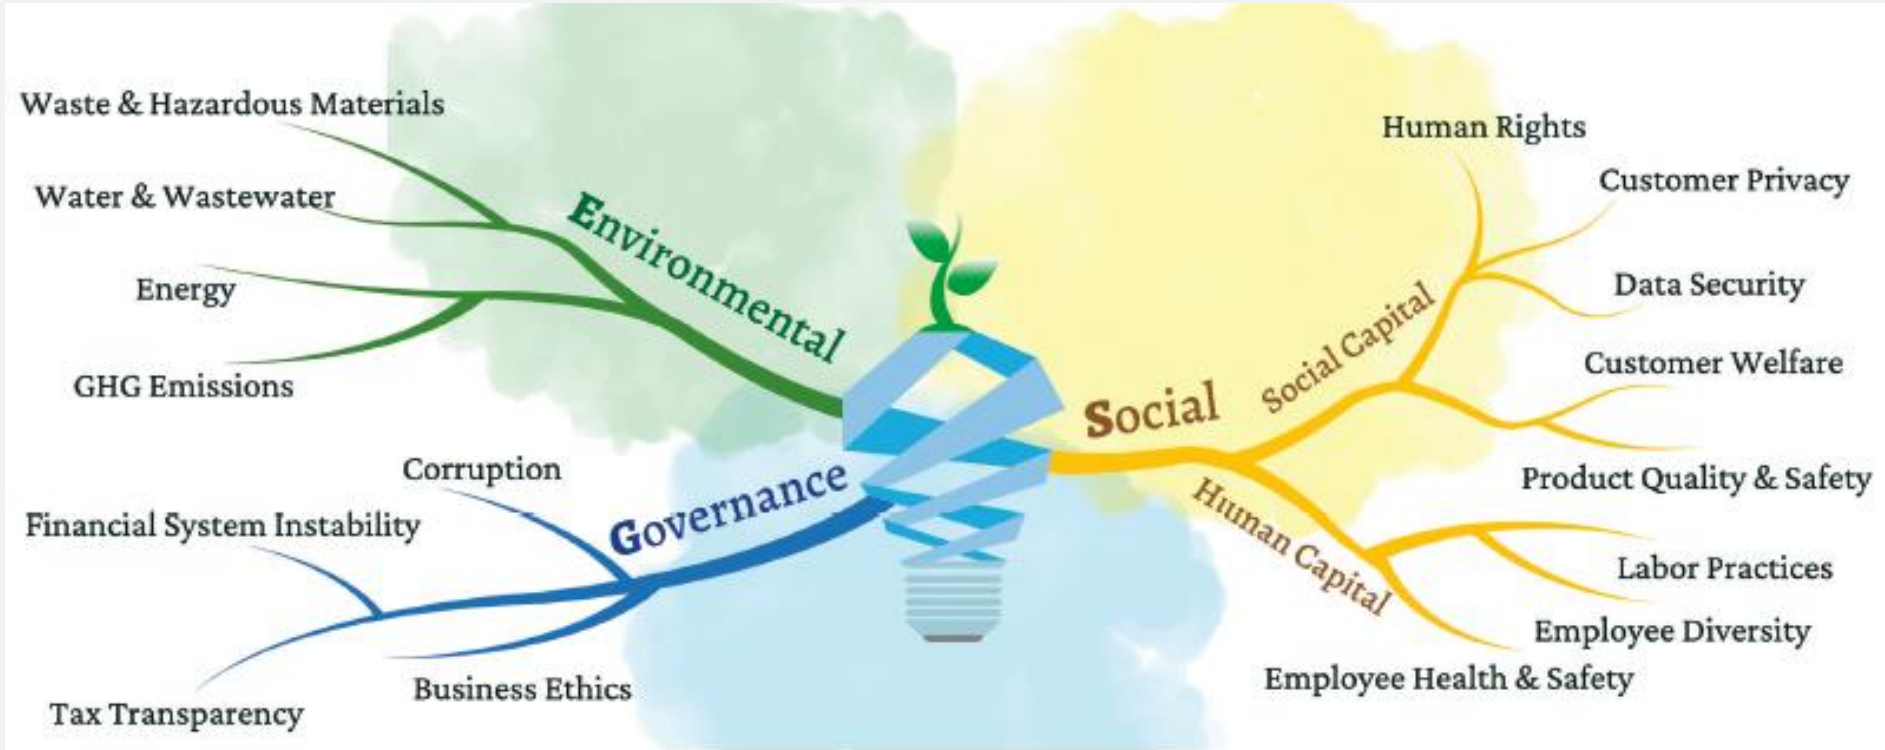 Waste & Hazardous Materials
Water & Wastewater
Energy
GHG Emissions
Environmental
Governance
Corruption
Financial System Instability
Tax Transparency
Business Ethics
Social
Social Capital
Human Rights
Customer Privacy
Data Security
Customer Welfare
Product Quality & Safety
Human Capital
Labor Practices
Employee Diversity
Employee Health & Safety